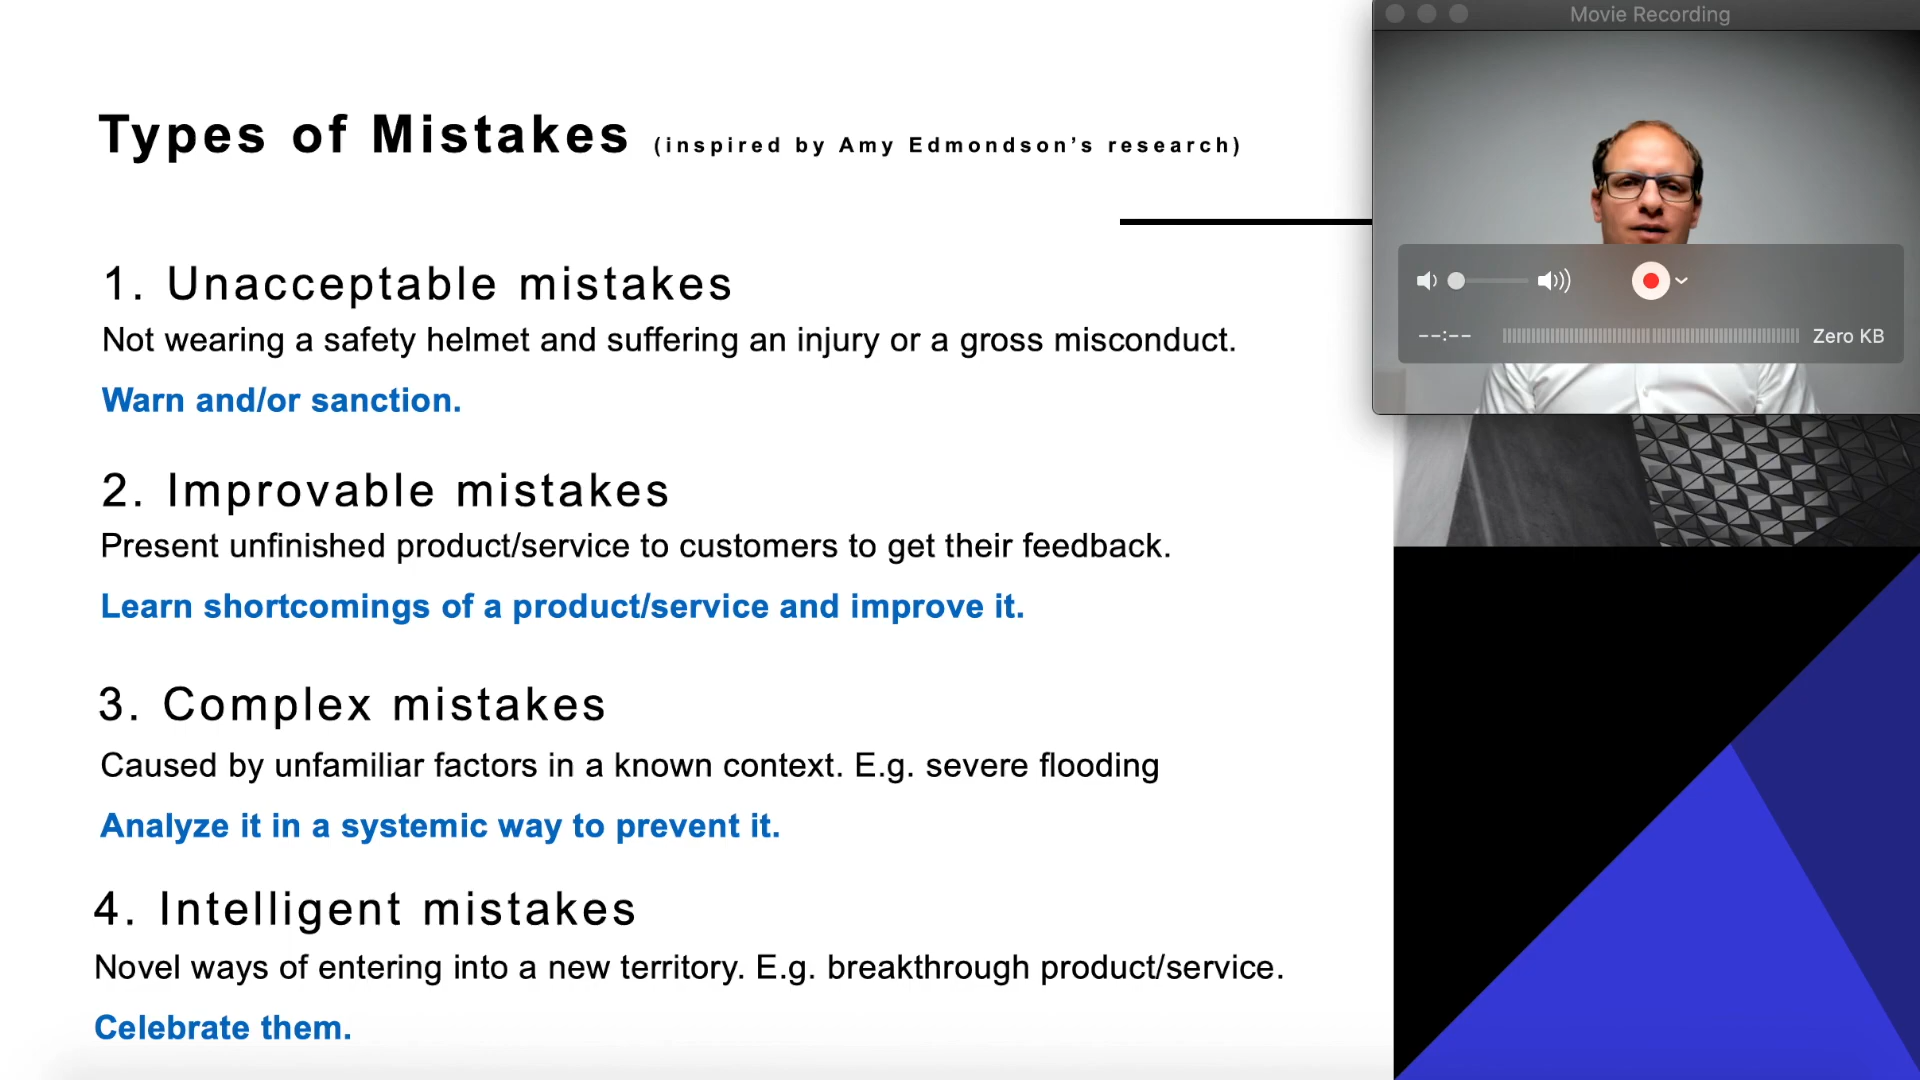 Movie Recording
Types of Mistakes (inspired by Amy Edmondson’s research)
1. Unacceptable mistakes
Not wearing a safety helmet and suffering an injury or a gross misconduct.
--:-- Zero KB
Warn and/or sanction.
2. Improvable mistakes
Present unfinished product/service to customers to get their feedback.
Learn shortcomings of a product/service and improve it.
3. Complex mistakes
Caused by unfamiliar factors in a known context. E.g. severe flooding
Analyze it in a systemic way to prevent it.
4. Intelligent mistakes
Novel ways of entering into a new territory. E.g. breakthrough product/service.
Celebrate them.